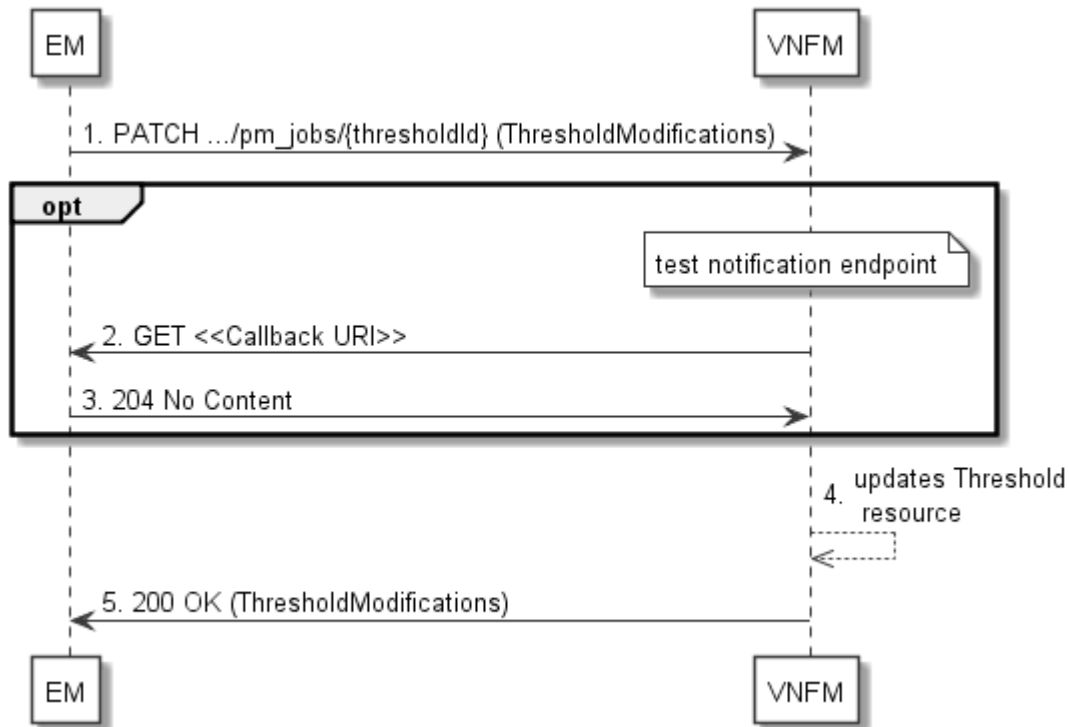 EM
VNFM
1. PATCH .../pm_jobs/{thresholdId} (ThresholdModifications)
opt
test notification endpoint
2. GET <<Callback URI>>
3. 204 No Content
4. updates Threshold
resource
5. 200 OK (ThresholdModifications)
EM
VNFM